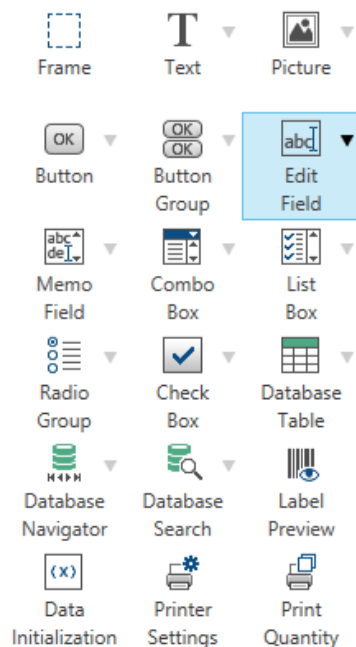 Frame
T
Text
Picture
OK
Button
OK
OK
Button
Group
abc
Edit
Field
abc
de
Memo
Field
Combo
Box
List
Box
Radio
Group
Check
Box
Database
Table
Database
Navigator
Database
Search
Label
Preview
(x)
Data
Initialization
Printer
Settings
Print
Quantity